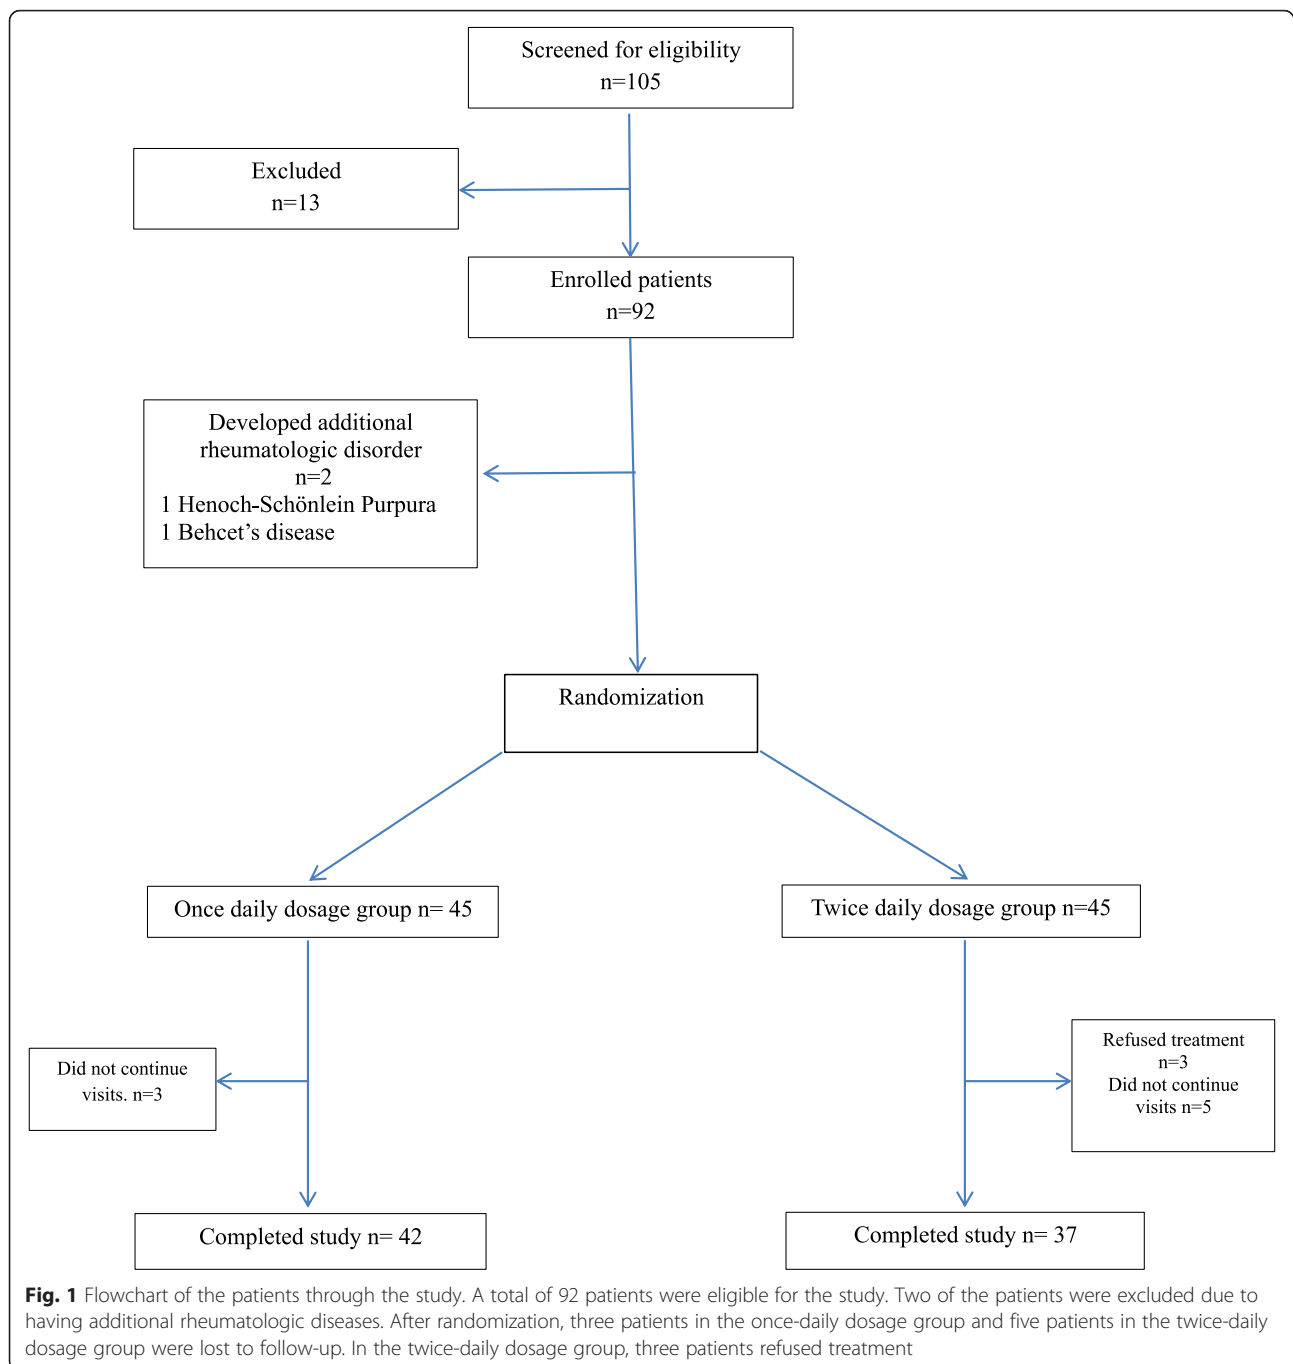 Screened for eligibility
n=105
Excluded
n=13
Enrolled patients
n=92
Developed additional
rheumatologic disorder
n=2
1 Henoch-Schönlein Purpura
1 Behcet’s disease
Randomization
Once daily dosage group n= 45
Twice daily dosage group n=45
Did not continue
visits. n=3
Refused treatment
n=3
Did not continue
visits n=5
Completed study n= 42
Completed study n= 37
Fig. 1 Flowchart of the patients through the study. A total of 92 patients were eligible for the study. Two of the patients were excluded due to
having additional rheumatologic diseases. After randomization, three patients in the once-daily dosage group and five patients in the twice-daily
dosage group were lost to follow-up. In the twice-daily dosage group, three patients refused treatment